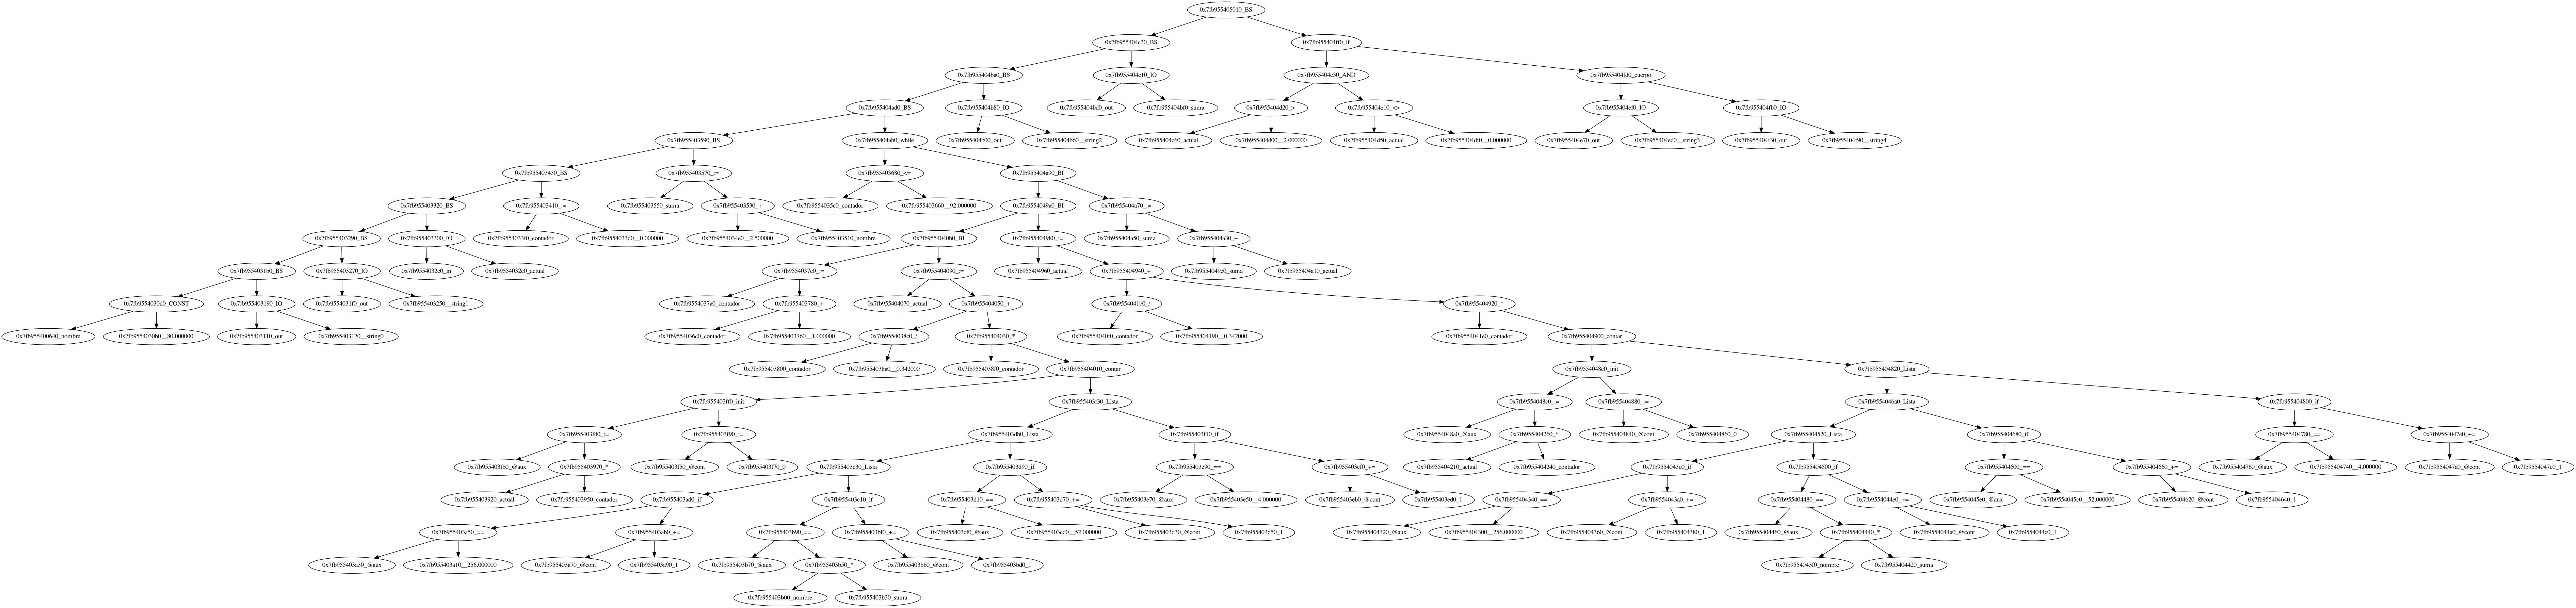 0x7fb955405010_BS
0x7fb955404c30_BS
0x7fb955404ff0_if
0x7fb955404ba0_BS
0x7fb955404c10_IO
0x7fb955404e30_AND
0x7fb955404fd0_cuerpo
0x7fb955404ad0_BS
0x7fb955404b80_IO
0x7fb955404bd0_out
0x7fb955404bf0_suma
0x7fb955404d20_>
0x7fb955404e10_<>
0x7fb955404ef0_IO
0x7fb955404fb0_IO
0x7fb955403590_BS
0x7fb955404ab0_while
0x7fb955404b00_out
0x7fb955404b60__string2
0x7fb955404c60_actual
0x7fb955404d00__2.000000
0x7fb955404d50_actual
0x7fb955404df0__0.000000
0x7fb955404e70_out
0x7fb955404ed0__string3
0x7fb955404f30_out
0x7fb955404f90__string4
0x7fb955403430_BS
0x7fb955403570_:=
0x7fb955403680_<=
0x7fb955404a90_BI
0x7fb955403320_BS
0x7fb955403410_:=
0x7fb955403550_suma
0x7fb955403530_+
0x7fb9554035c0_contador
0x7fb955403660__92.000000
0x7fb9554049a0_BI
0x7fb955404a70_:=
0x7fb955403290_BS
0x7fb955403300_IO
0x7fb9554033f0_contador
0x7fb9554033d0__0.000000
0x7fb9554034e0__2.500000
0x7fb955403510_nombre
0x7fb9554040b0_BI
0x7fb955404980_:=
0x7fb955404a50_suma
0x7fb955404a30_+
0x7fb9554031b0_BS
0x7fb955403270_IO
0x7fb9554032c0_in
0x7fb9554032e0_actual
0x7fb9554037c0_:=
0x7fb955404090_:=
0x7fb955404960_actual
0x7fb955404940_+
0x7fb9554049e0_suma
0x7fb955404a10_actual
0x7fb9554030d0_CONST
0x7fb955403190_IO
0x7fb9554031f0_out
0x7fb955403250__string1
0x7fb9554037a0_contador
0x7fb955403780_+
0x7fb955404070_actual
0x7fb955404050_+
0x7fb9554041b0_/
0x7fb955404920_*
0x7fb955400640_nombre
0x7fb9554030b0__80.000000
0x7fb955403110_out
0x7fb955403170__string0
0x7fb9554036c0_contador
0x7fb955403760__1.000000
0x7fb9554038c0_/
0x7fb955404030_*
0x7fb9554040f0_contador
0x7fb955404190__0.342000
0x7fb9554041e0_contador
0x7fb955404900_contar
0x7fb955403800_contador
0x7fb9554038a0__0.342000
0x7fb9554038f0_contador
0x7fb955404010_contar
0x7fb9554048e0_init
0x7fb955404820_Lista
0x7fb955403ff0_init
0x7fb955403f30_Lista
0x7fb9554048c0_:=
0x7fb955404880_:=
0x7fb9554046a0_Lista
0x7fb955404800_if
0x7fb955403fd0_:=
0x7fb955403f90_:=
0x7fb955403db0_Lista
0x7fb955403f10_if
0x7fb9554048a0_@aux
0x7fb955404260_*
0x7fb955404840_@cont
0x7fb955404860_0
0x7fb955404520_Lista
0x7fb955404680_if
0x7fb955404780_==
0x7fb9554047e0_+=
0x7fb955403fb0_@aux
0x7fb955403970_*
0x7fb955403f50_@cont
0x7fb955403f70_0
0x7fb955403c30_Lista
0x7fb955403d90_if
0x7fb955403e90_==
0x7fb955403ef0_+=
0x7fb955404210_actual
0x7fb955404240_contador
0x7fb9554043e0_if
0x7fb955404500_if
0x7fb955404600_==
0x7fb955404660_+=
0x7fb955404760_@aux
0x7fb955404740__4.000000
0x7fb9554047a0_@cont
0x7fb9554047c0_1
0x7fb955403920_actual
0x7fb955403950_contador
0x7fb955403ad0_if
0x7fb955403c10_if
0x7fb955403d10_==
0x7fb955403d70_+=
0x7fb955403e70_@aux
0x7fb955403e50__4.000000
0x7fb955403eb0_@cont
0x7fb955403ed0_1
0x7fb955404340_==
0x7fb9554043a0_+=
0x7fb955404480_==
0x7fb9554044e0_+=
0x7fb9554045e0_@aux
0x7fb9554045c0__52.000000
0x7fb955404620_@cont
0x7fb955404640_1
0x7fb955403a50_==
0x7fb955403ab0_+=
0x7fb955403b90_==
0x7fb955403bf0_+=
0x7fb955403cf0_@aux
0x7fb955403cd0__52.000000
0x7fb955403d30_@cont
0x7fb955403d50_1
0x7fb955404320_@aux
0x7fb955404300__256.000000
0x7fb955404360_@cont
0x7fb955404380_1
0x7fb955404460_@aux
0x7fb955404440_*
0x7fb9554044a0_@cont
0x7fb9554044c0_1
0x7fb955403a30_@aux
0x7fb955403a10__256.000000
0x7fb955403a70_@cont
0x7fb955403a90_1
0x7fb955403b70_@aux
0x7fb955403b50_*
0x7fb955403bb0_@cont
0x7fb955403bd0_1
0x7fb9554043f0_nombre
0x7fb955404420_suma
0x7fb955403b00_nombre
0x7fb955403b30_suma